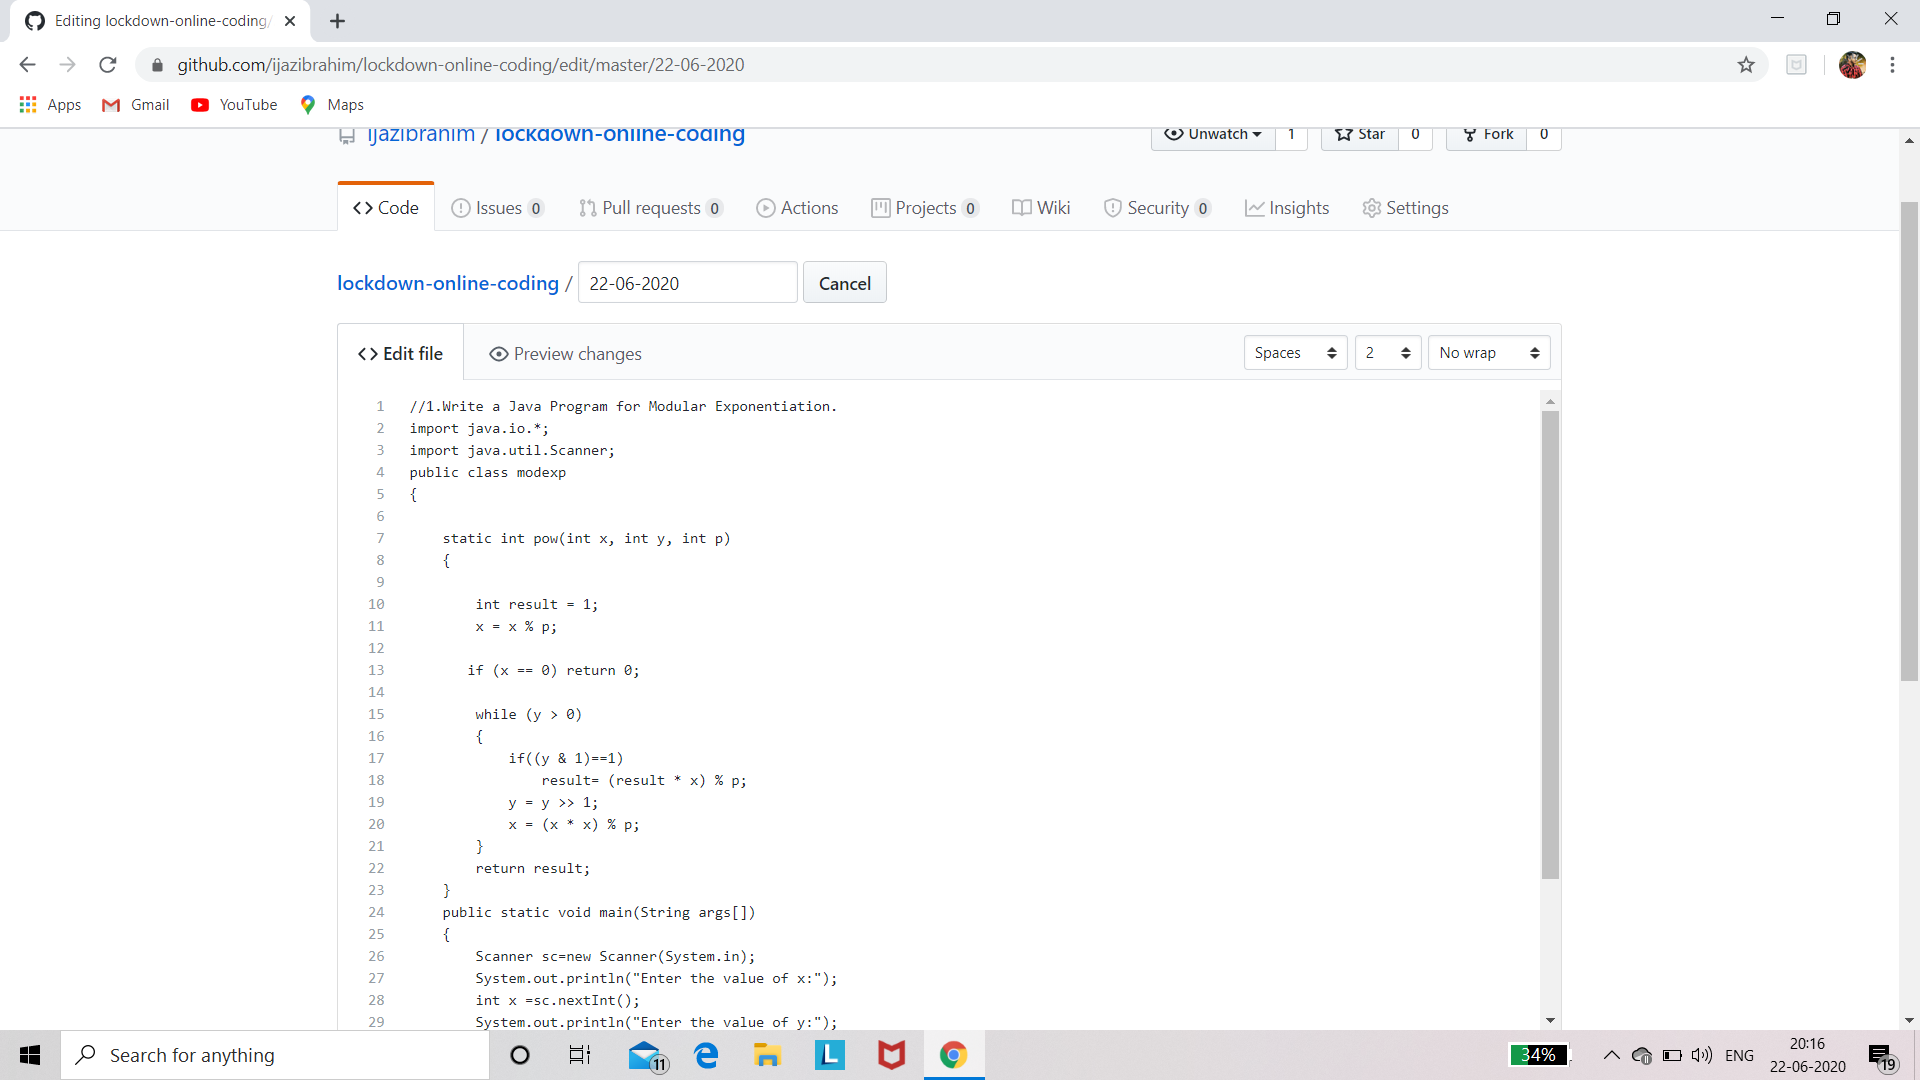 Editing lockdown-online-coding/
github.com/ijazibrahim/lockdown-online-coding/edit/master/22-06-2020
Apps Gmail YouTube Maps
ijazibrahim / lockdown-online-coding
Unwatch 1 Star 0 Fork 0
Code Issues 0 Pull requests 0 Actions Projects 0 Wiki Security 0 Insights Settings
lockdown-online-coding / 22-06-2020 Cancel
Edit file Preview changes Spaces 2 No wrap
1 //1.Write a Java Program for Modular Exponentiation.
2 import java.io.*;
3 import java.util.Scanner;
4 public class modexp
5 {
6
7 static int pow(int x, int y, int p)
8 {
9
10 int result = 1;
11 x = x % p;
12
13 if (x == 0) return 0;
14
15 while (y > 0)
16 {
17 if((y & 1)==1)
18 result= (result * x) % p;
19 y = y >> 1;
20 x = (x * x) % p;
21 }
22 return result;
23 }
24 public static void main(String args[])
25 {
26 Scanner sc=new Scanner(System.in);
27 System.out.println("Enter the value of x:");
28 int x =sc.nextInt();
29 System.out.println("Enter the value of y:");
Search for anything 11 L 34% ENG 20:16
22-06-2020 19